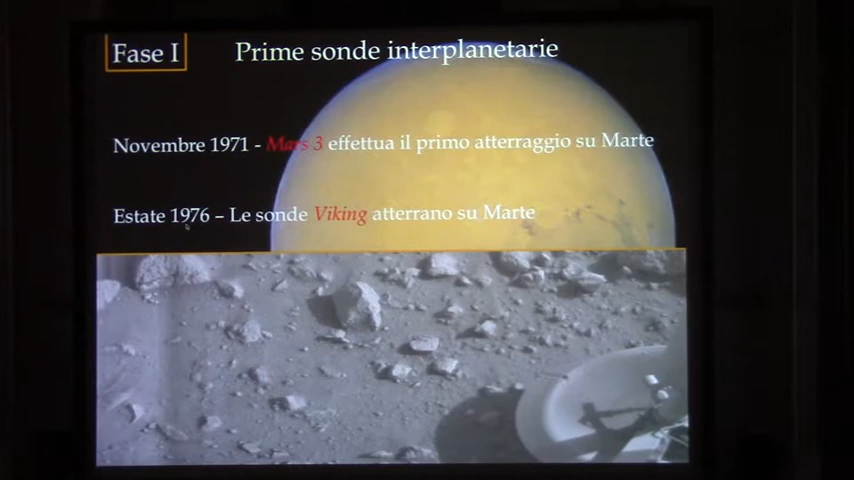 Fase I
Prime sonde interplanetarie
Novembre 1971 - Mars 3 effettua il primo atterraggio su Marte
Estate 1976 – Le sonde Viking atterrano su Marte